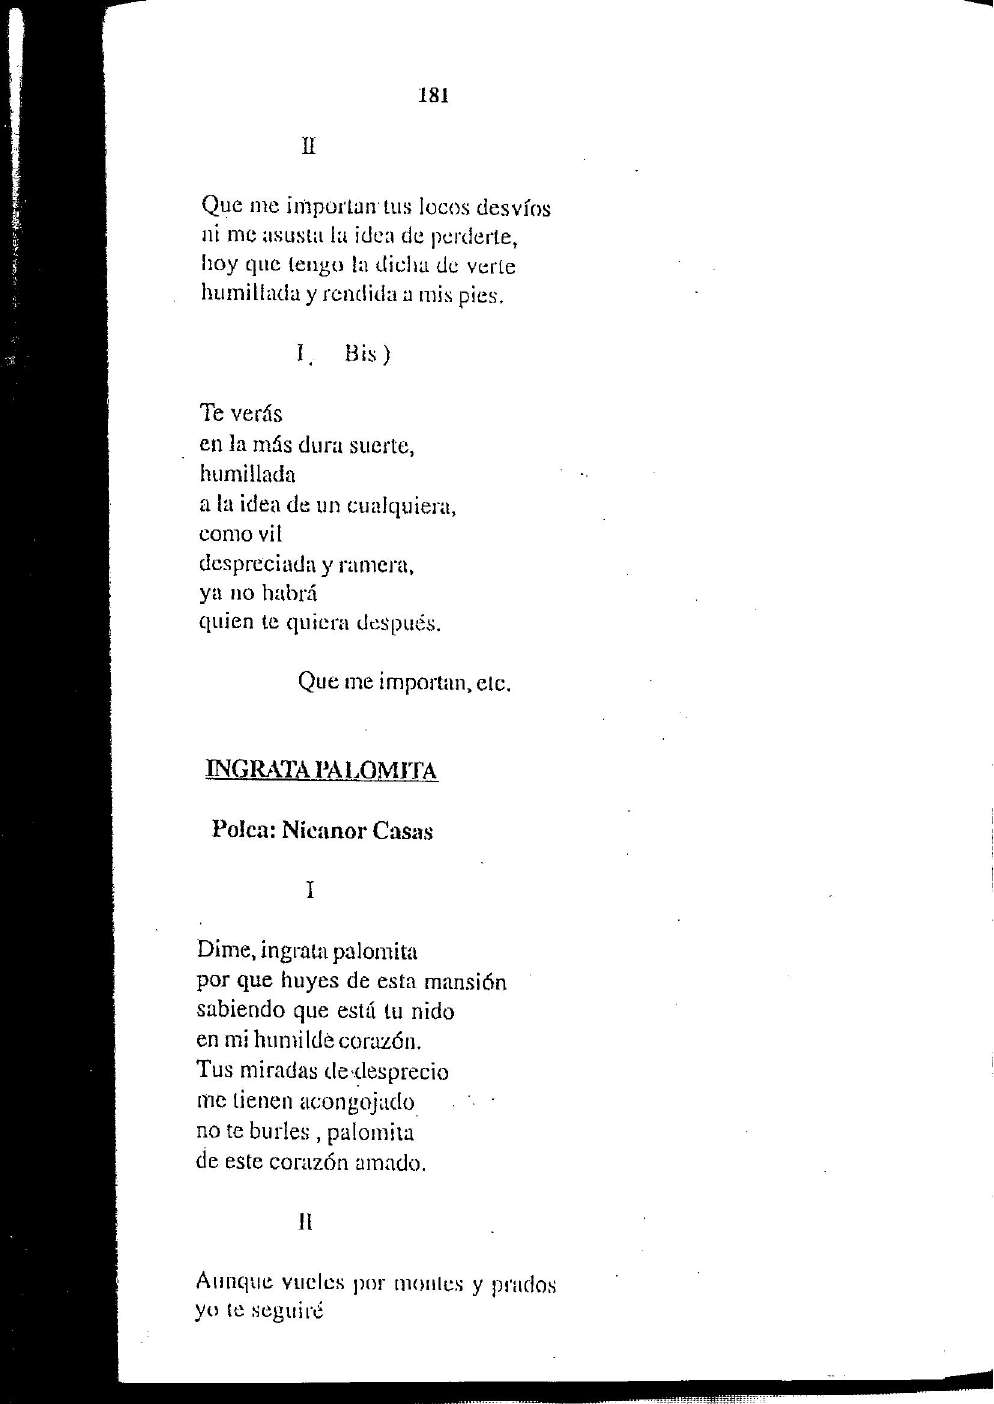 181
II
Que me importan tus locos desvíos
ni me asusta la idea de perderte,
hoy que tengo la dicha de verte
humillada y rendida a mis pies.
I. Bis)
Te verás
en la más dura suerte,
humillada
a la idea de un cualquiera,
como vil
despreciada y ramera,
ya no habrá
quien te quiera después.
Que me importan, etc.
INGRATA PALOMITA
Polca: Nicanor Casas
I
Dime, ingrata palomita
por que huyes de esta mansión
sabiendo que está tu nido
en mi humilde corazón.
Tus miradas de desprecio
me tienen acongojado
no te burles , palomita
de este corazón amado.
II
Aunque vueles por montes y prados
yo te seguiré